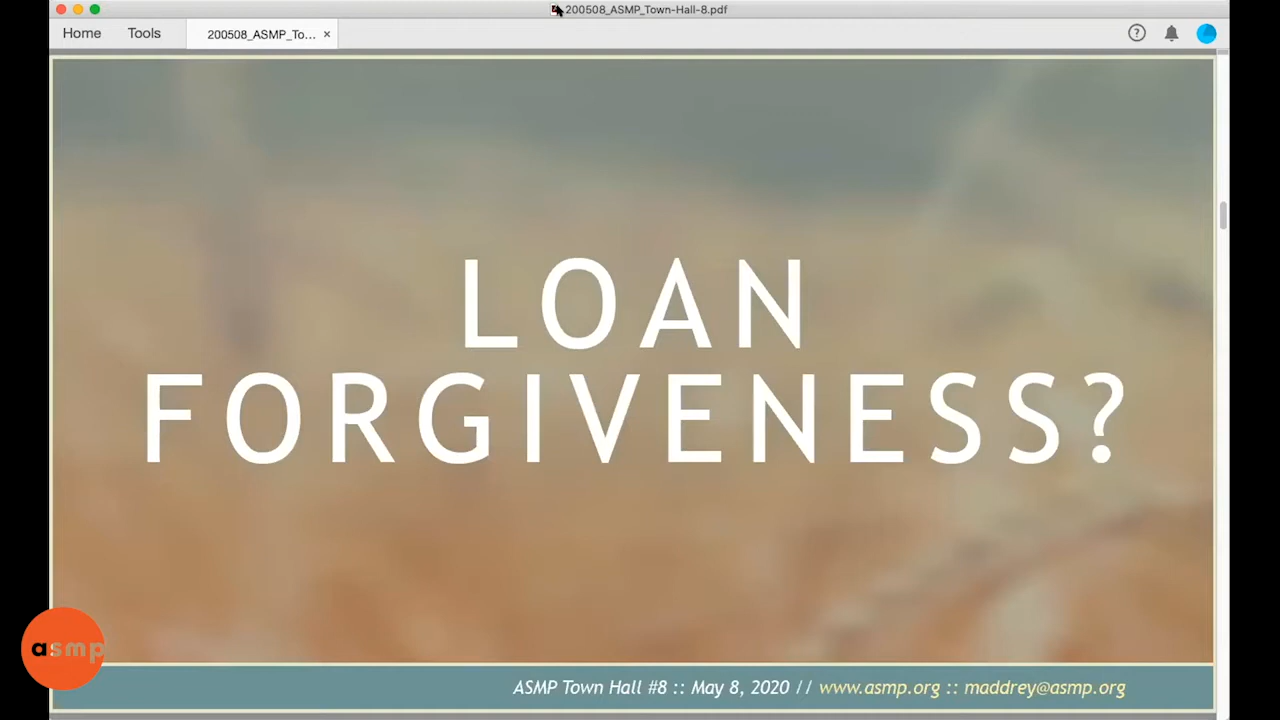 200508_ASMP_Town-Hall-8.pdf
Home Tools 200508_ASMP_To... ×
?
LOAN
FORGIVENESS?
asmp
ASMP Town Hall #8 :: May 8, 2020 // www.asmp.org :: maddrey@asmp.org